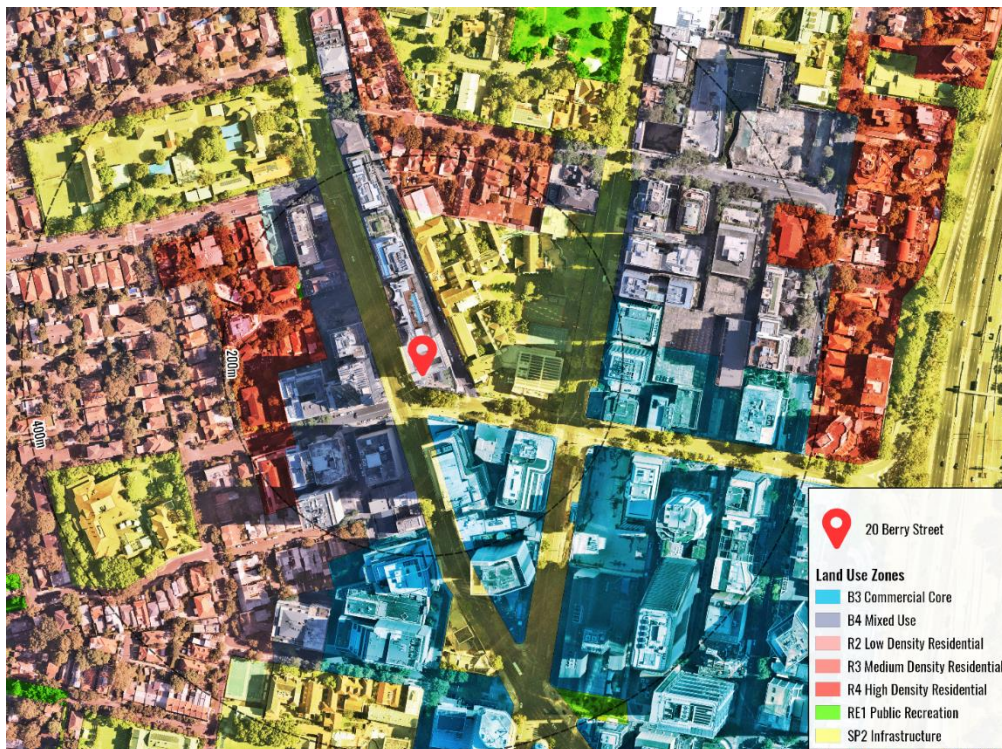 200m
400m
20 Berry Street
Land Use Zones
B3 Commercial Core
B4 Mixed Use
R2 Low Density Residential
R3 Medium Density Residential
R4 High Density Residential
RE1 Public Recreation
SP2 Infrastructure